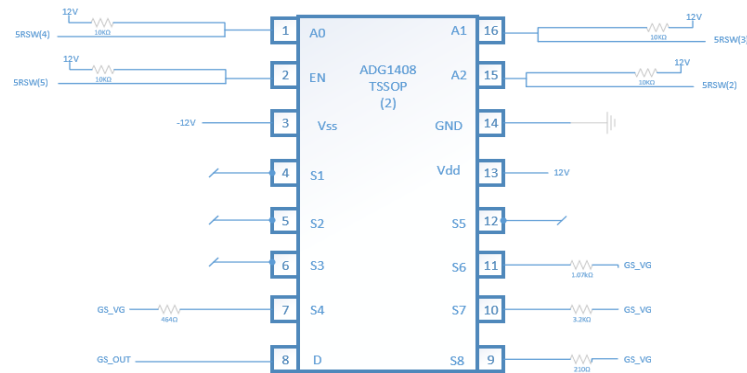 12V
10KΩ
5RSW(4)
1
A0
A1
16
12V
10KΩ
5RSW(3)
12V
10KΩ
5RSW(5)
2
EN
ADG1408
TSSOP
(2)
A2
15
12V
10KΩ
5RSW(2)
-12V
3
Vss
GND
14
4
S1
Vdd
13
12V
5
S2
S5
12
6
S3
S6
11
1.07kΩ
GS_VG
GS_VG
464Ω
7
S4
S7
10
3.2KΩ
GS_VG
GS_OUT
8
D
S8
9
210Ω
GS_VG